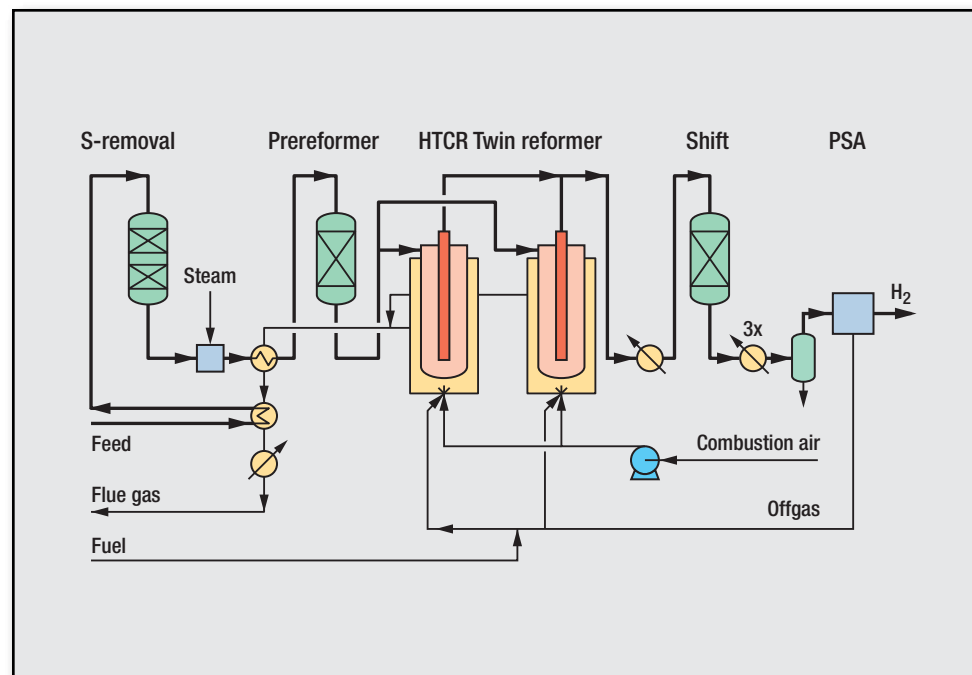 S-removal
Prereformer
HTCR Twin reformer
Shift
PSA
Steam
H₂
3x
Feed
Combustion air
Flue gas
Offgas
Fuel